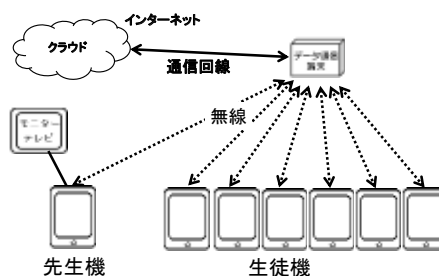 インターネット
クラウド
通信回線
データ通信
端末
無線
モニター
テレビ
先生機
生徒機